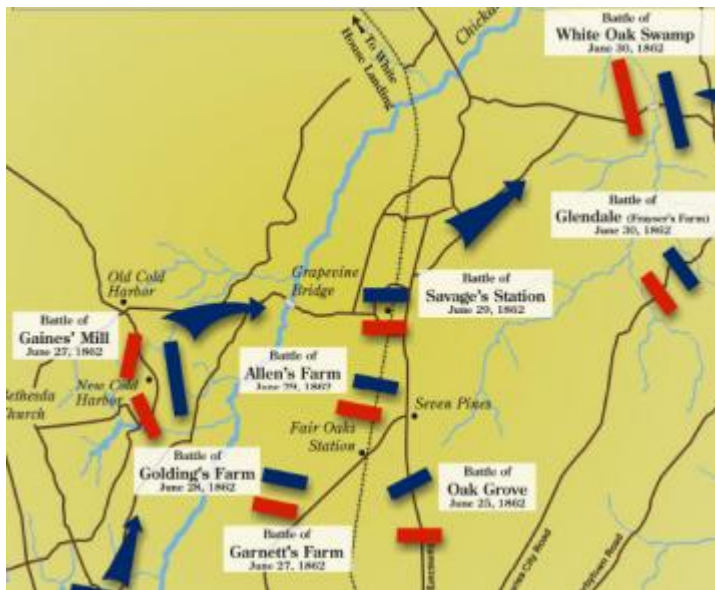 To White
House Landing
Battle of
White Oak Swamp
June 30, 1862
Battle of
Glendale (Frayser's Farm)
June 30, 1862
Old Cold
Harbor
Grapevine
Bridge
Battle of
Savage's Station
June 29, 1862
Battle of
Gaines' Mill
June 27, 1862
Battle of
Allen's Farm
June 29, 1862
New Cold
Harbor
Church
Seven Pines
Fair Oaks
Station
Battle of
Golding's Farm
June 28, 1862
Battle of
Oak Grove
June 25, 1862
Battle of
Garnett's Farm
June 27, 1862
City Road